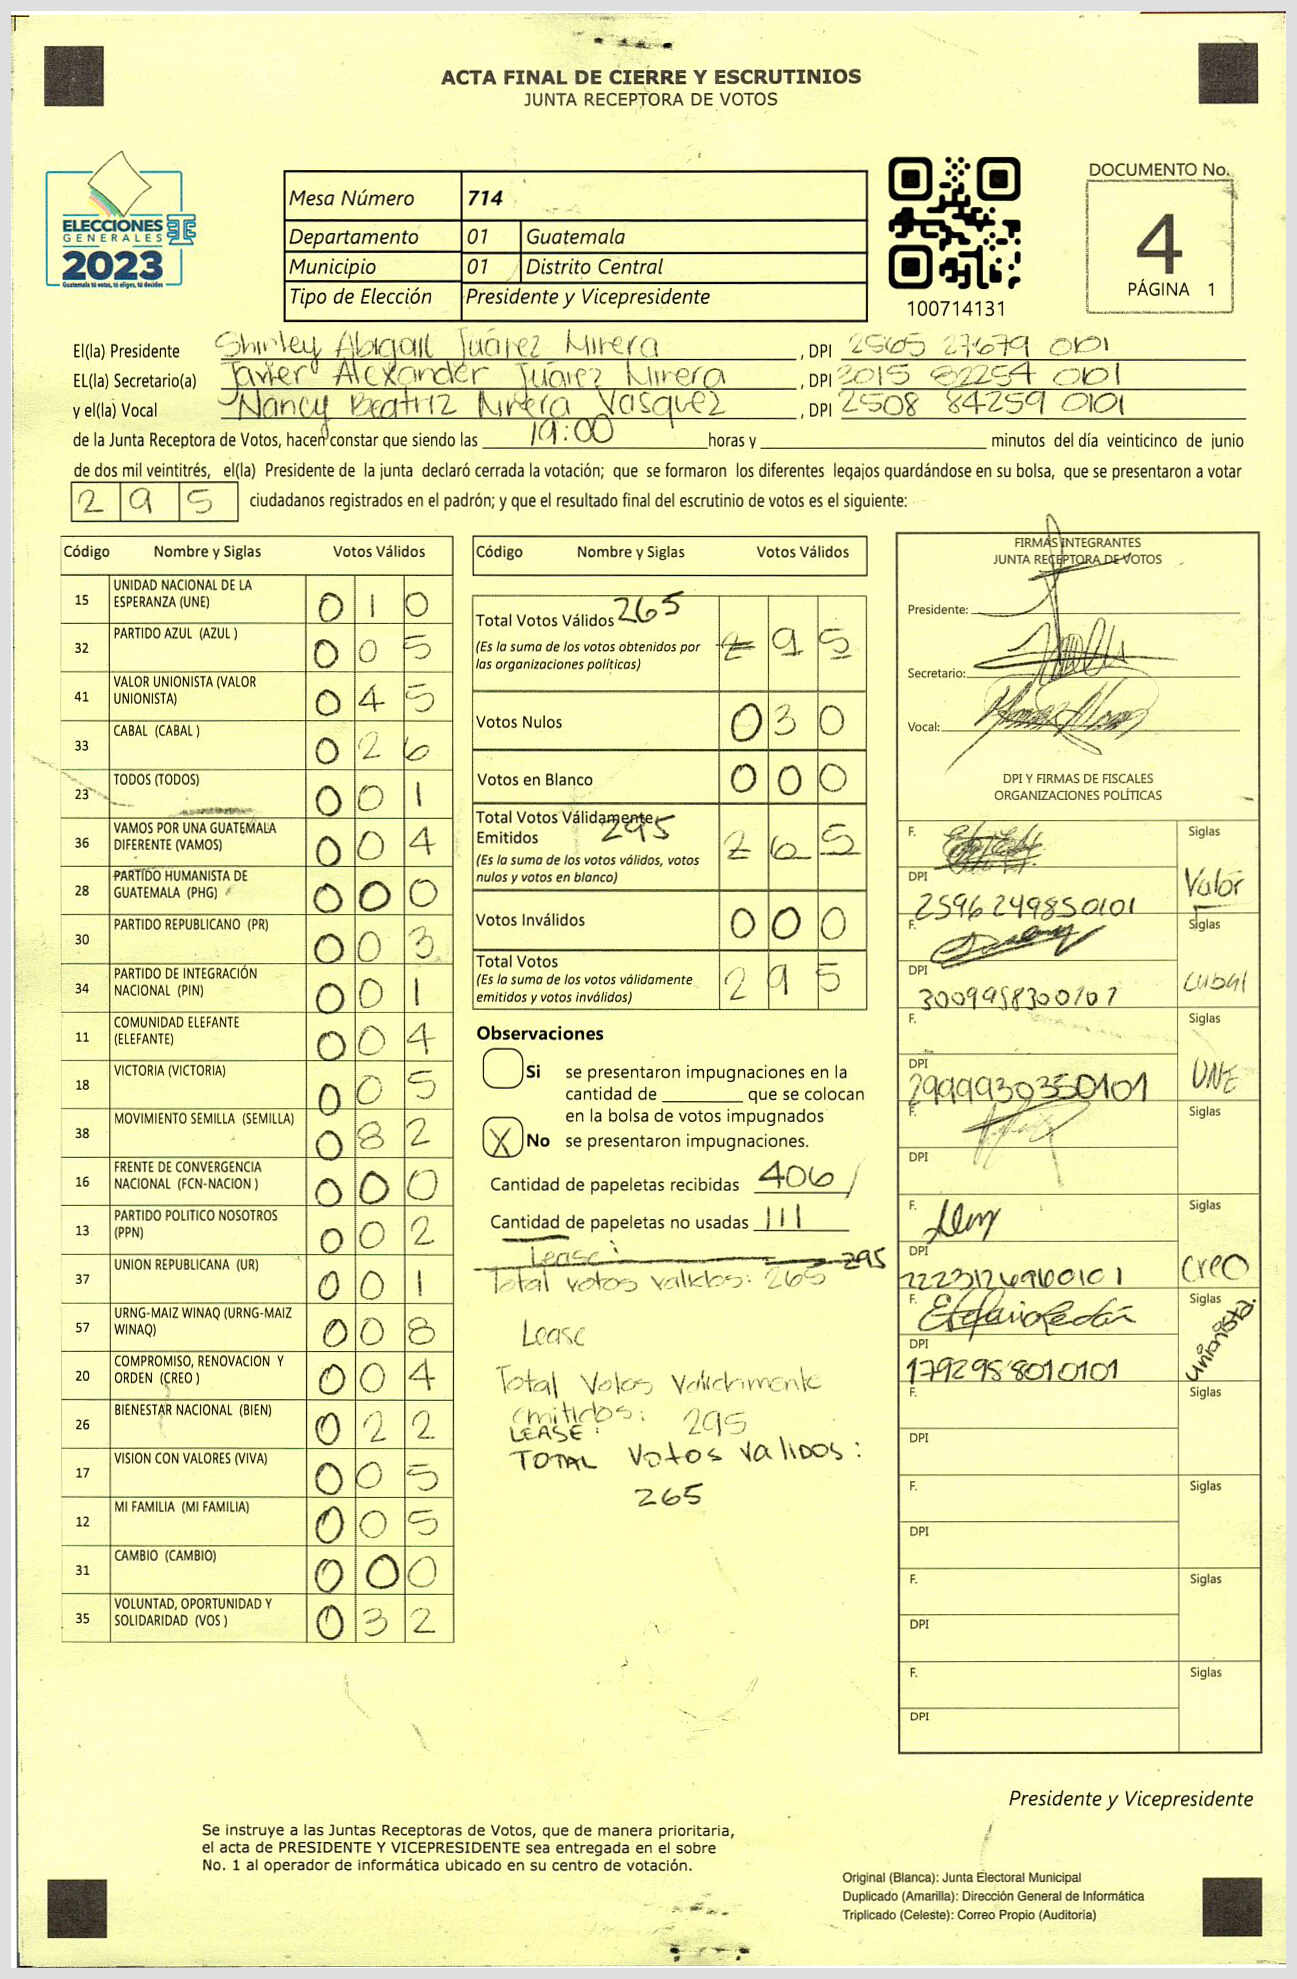 ACTA FINAL DE CIERRE Y ESCRUTINIOS
JUNTA RECEPTORA DE VOTOS
ELECCIONES
GENERALES
2023
Guatemala tú votas, tú eliges, tú decides
Mesa Número 714
Departamento 01 Guatemala
Municipio 01 Distrito Central
Tipo de Elección Presidente y Vicepresidente
100714131
DOCUMENTO No.
4
PÁGINA 1
El(la) Presidente Shirley Abigail Juárez Mirera, DPI 2565 27679 0101
EL(la) Secretario(a) Javier Alexander Juárez Mirera, DPI 3015 82254 0101
y el(la) Vocal Nancy Beatriz Mirera Vasquez, DPI 2508 84259 0101
de la Junta Receptora de Votos, hacen constar que siendo las 19:00 horas y minutos del día veinticinco de junio
de dos mil veintitrés, el(la) Presidente de la junta declaró cerrada la votación; que se formaron los diferentes legajos guardándose en su bolsa, que se presentaron a votar
295 ciudadanos registrados en el padrón; y que el resultado final del escrutinio de votos es el siguiente:
Código Nombre y Siglas Votos Válidos
15 UNIDAD NACIONAL DE LA ESPERANZA (UNE) 0 1 0
32 PARTIDO AZUL (AZUL ) 0 0 5
41 VALOR UNIONISTA (VALOR UNIONISTA) 0 4 5
33 CABAL (CABAL ) 0 2 6
23 TODOS (TODOS) 0 0 1
36 VAMOS POR UNA GUATEMALA DIFERENTE (VAMOS) 0 0 4
28 PARTIDO HUMANISTA DE GUATEMALA (PHG) 0 0 0
30 PARTIDO REPUBLICANO (PR) 0 0 3
34 PARTIDO DE INTEGRACIÓN NACIONAL (PIN) 0 0 1
11 COMUNIDAD ELEFANTE (ELEFANTE) 0 0 4
18 VICTORIA (VICTORIA) 0 0 5
38 MOVIMIENTO SEMILLA (SEMILLA) 0 8 2
16 FRENTE DE CONVERGENCIA NACIONAL (FCN-NACION ) 0 0 0
13 PARTIDO POLITICO NOSOTROS (PPN) 0 0 2
37 UNION REPUBLICANA (UR) 0 0 1
57 URNG-MAIZ WINAQ (URNG-MAIZ WINAQ) 0 0 8
20 COMPROMISO, RENOVACION Y ORDEN (CREO ) 0 0 4
26 BIENESTAR NACIONAL (BIEN) 0 2 2
17 VISION CON VALORES (VIVA) 0 0 5
12 MI FAMILIA (MI FAMILIA) 0 0 5
31 CAMBIO (CAMBIO) 0 0 0
35 VOLUNTAD, OPORTUNIDAD Y SOLIDARIDAD (VOS ) 0 3 2
Código Nombre y Siglas Votos Válidos
Total Votos Válidos 265
(Es la suma de los votos obtenidos por las organizaciones políticas) 2 9 5
Votos Nulos 0 3 0
Votos en Blanco 0 0 0
Total Votos Válidamente Emitidos 295
(Es la suma de los votos válidos, votos nulos y votos en blanco) 2 6 5
Votos Inválidos 0 0 0
Total Votos
(Es la suma de los votos válidamente emitidos y votos inválidos) 2 9 5
Observaciones
Si se presentaron impugnaciones en la
cantidad de que se colocan
en la bolsa de votos impugnados
X No se presentaron impugnaciones.
Cantidad de papeletas recibidas 406
Cantidad de papeletas no usadas 111
Lease: 295
Total votos validos: 265
Lease
Total Votos Validamente
emitidos: 295
LEASE:
TOTAL Votos VALIDOS:
265
FIRMAS INTEGRANTES
JUNTA RECEPTORA DE VOTOS
Presidente:
Secretario:
Vocal:
DPI Y FIRMAS DE FISCALES
ORGANIZACIONES POLÍTICAS
F. Siglas
DPI Valor
2596249850101
F. Siglas
DPI Cabal
F. Siglas
DPI UNE
2999930350101
F. Siglas
DPI
F. Siglas
DPI CREO
2223126960101
F. Siglas
DPI Unionista.
1792988010101
F. Siglas
DPI
F. Siglas
DPI
F. Siglas
DPI
F. Siglas
DPI
Presidente y Vicepresidente
Se instruye a las Juntas Receptoras de Votos, que de manera prioritaria,
el acta de PRESIDENTE Y VICEPRESIDENTE sea entregada en el sobre
No. 1 al operador de informática ubicado en su centro de votación.
Original (Blanca): Junta Electoral Municipal
Duplicado (Amarilla): Dirección General de Informática
Triplicado (Celeste): Correo Propio (Auditoria)